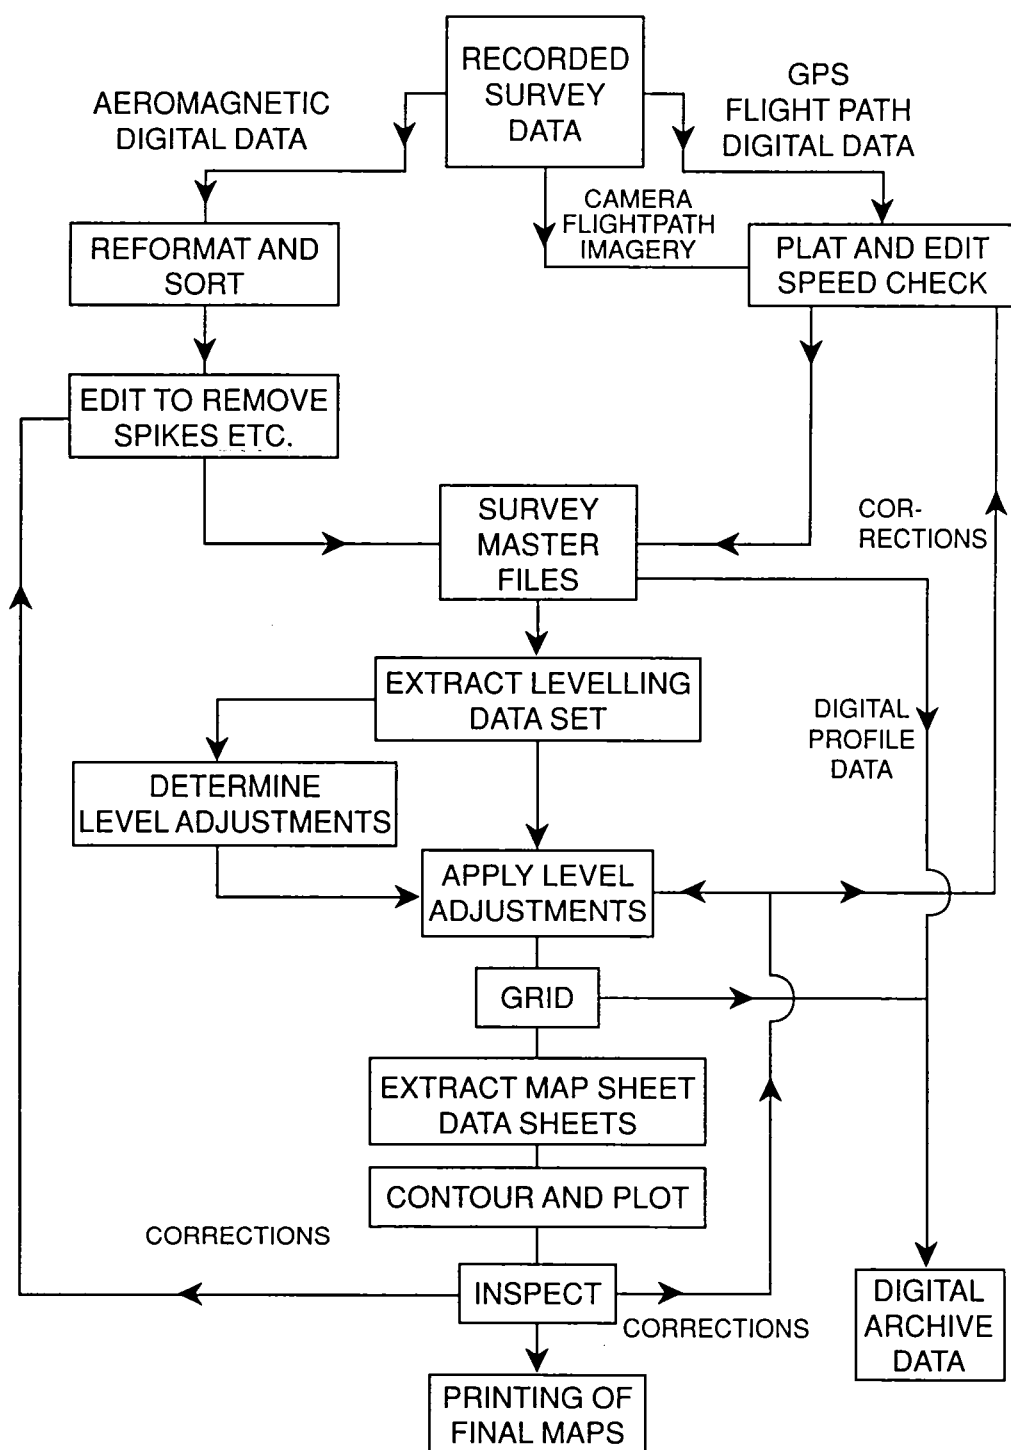 RECORDED
SURVEY
DATA
AEROMAGNETIC
DIGITAL DATA
GPS
FLIGHT PATH
DIGITAL DATA
CAMERA
FLIGHTPATH
IMAGERY
REFORMAT AND
SORT
PLAT AND EDIT
SPEED CHECK
EDIT TO REMOVE
SPIKES ETC.
SURVEY
MASTER
FILES
COR-
RECTIONS
EXTRACT LEVELLING
DATA SET
DIGITAL
PROFILE
DATA
DETERMINE
LEVEL ADJUSTMENTS
APPLY LEVEL
ADJUSTMENTS
GRID
EXTRACT MAP SHEET
DATA SHEETS
CONTOUR AND PLOT
CORRECTIONS
INSPECT
CORRECTIONS
DIGITAL
ARCHIVE
DATA
PRINTING OF
FINAL MAPS